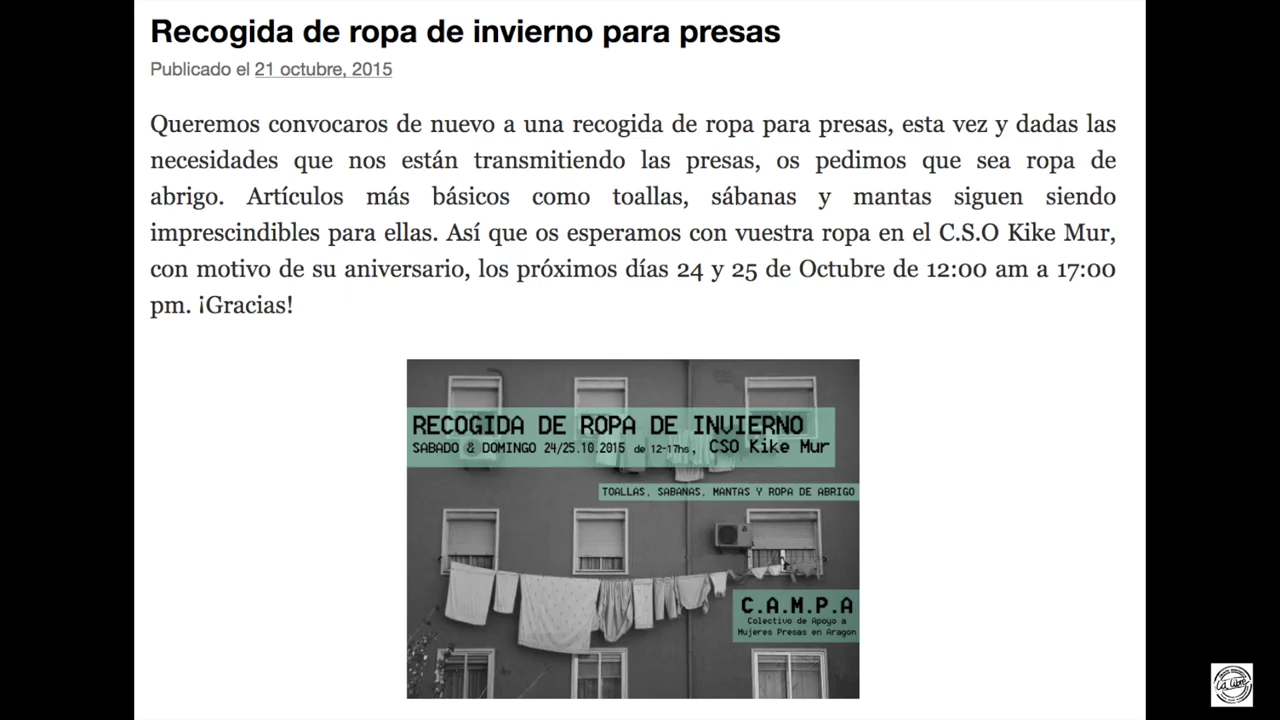 Recogida de ropa de invierno para presas
Publicado el 21 octubre, 2015
Queremos convocaros de nuevo a una recogida de ropa para presas, esta vez y dadas las
necesidades que nos están transmitiendo las presas, os pedimos que sea ropa de
abrigo. Artículos más básicos como toallas, sábanas y mantas siguen siendo
imprescindibles para ellas. Así que os esperamos con vuestra ropa en el C.S.O Kike Mur,
con motivo de su aniversario, los próximos días 24 y 25 de Octubre de 12:00 am a 17:00
pm. ¡Gracias!
RECOGIDA DE ROPA DE INVIERNO
SABADO & DOMINGO 24/25.10.2015 de 12-17hs, CSO Kike Mur
TOALLAS, SABANAS, MANTAS Y ROPA DE ABRIGO
C.A.M.P.A
Colectivo de Apoyo a
Mujeres Presas en Aragon